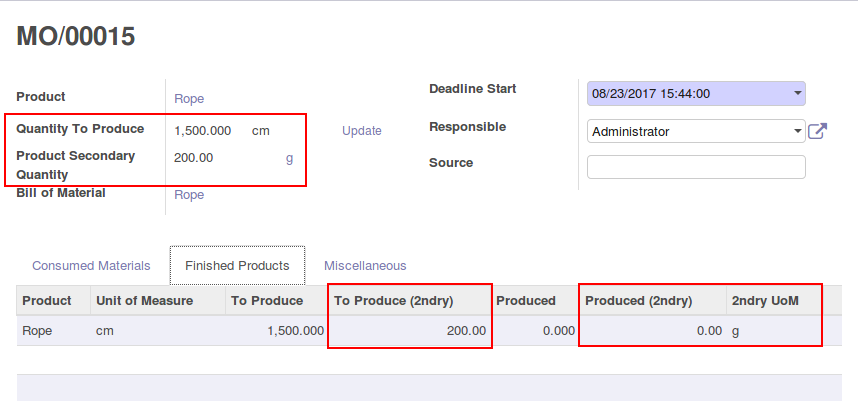 MO/00015
Product Rope
Deadline Start 08/23/2017 15:44:00
Quantity To Produce 1,500.000 cm Update
Responsible Administrator
Product Secondary Quantity 200.00 g
Source
Bill of Material Rope
Consumed Materials Finished Products Miscellaneous
Product Unit of Measure To Produce To Produce (2ndry) Produced Produced (2ndry) 2ndry UoM
Rope cm 1,500.000 200.00 0.000 0.00 g